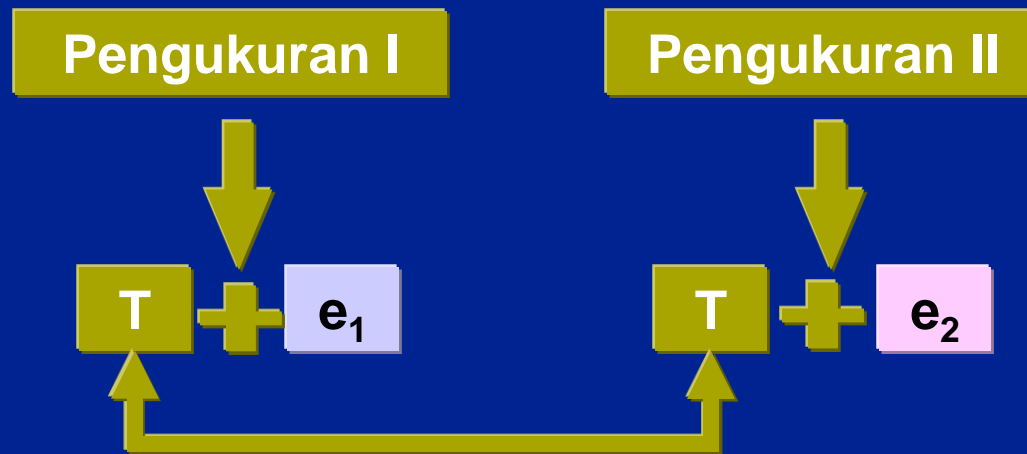 Pengukuran I
Pengukuran II
T + e₁
T + e₂